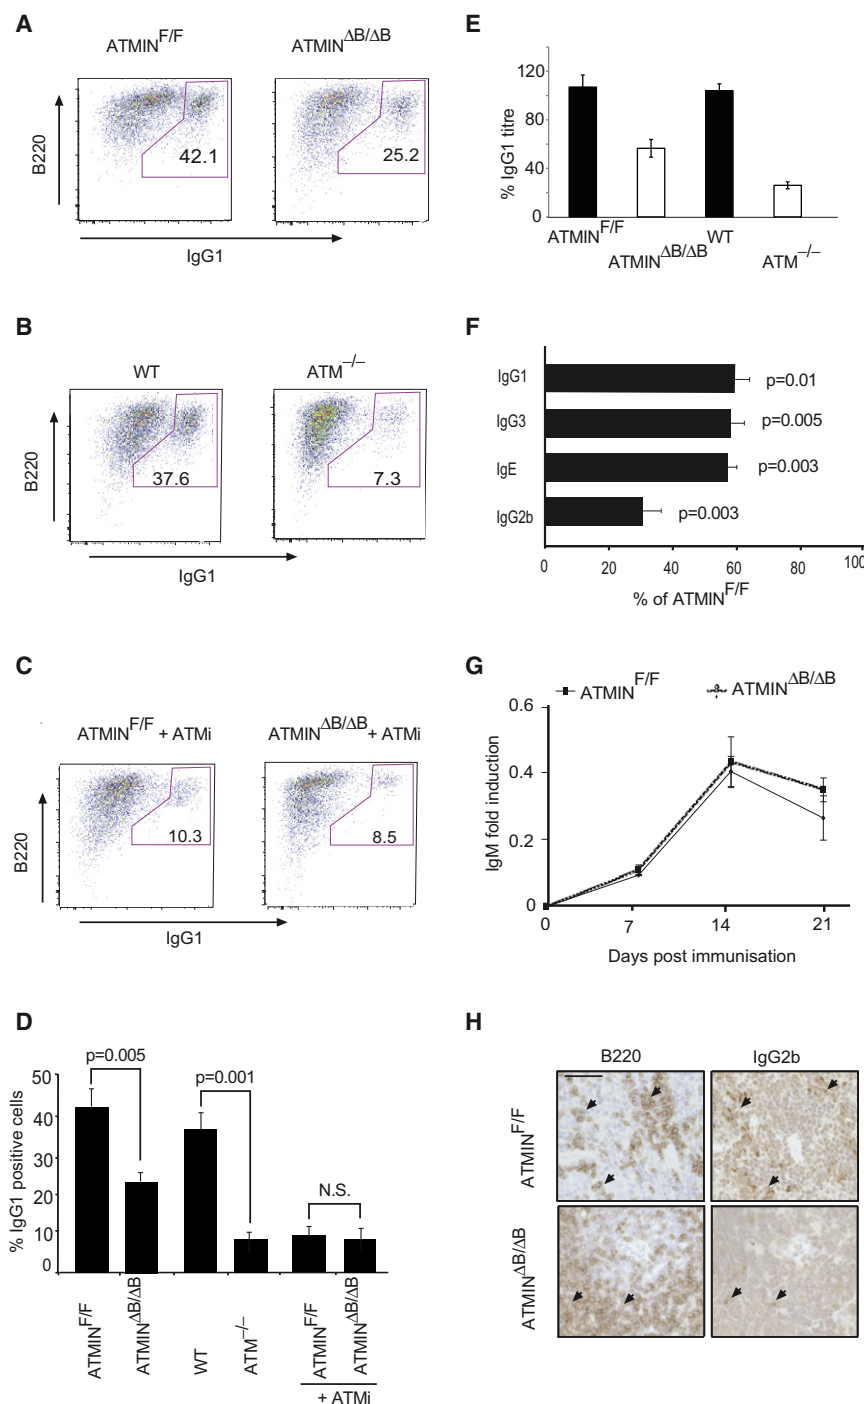 A
ATMIN F/F
ATMIN ΔB/ΔB
B220
42.1
25.2
IgG1
B
WT
ATM −/−
B220
37.6
7.3
IgG1
C
ATMIN F/F + ATMi
ATMIN ΔB/ΔB + ATMi
B220
10.3
8.5
IgG1
D
p=0.005
p=0.001
N.S.
% IgG1 positive cells
50
40
30
20
10
0
ATMIN F/F
ATMIN ΔB/ΔB
WT
ATM −/−
ATMIN F/F
ATMIN ΔB/ΔB
+ ATMi
E
% IgG1 titre
120
80
40
0
ATMIN F/F
ATMIN ΔB/ΔB
WT
ATM −/−
F
IgG1
p=0.01
IgG3
p=0.005
IgE
p=0.003
IgG2b
p=0.003
0 20 40 60 80 100
% of ATMIN F/F
G
ATMIN F/F
ATMIN ΔB/ΔB
IgM fold induction
0.6
0.4
0.2
0
0 7 14 21
Days post immunisation
H
B220
IgG2b
ATMIN F/F
ATMIN ΔB/ΔB